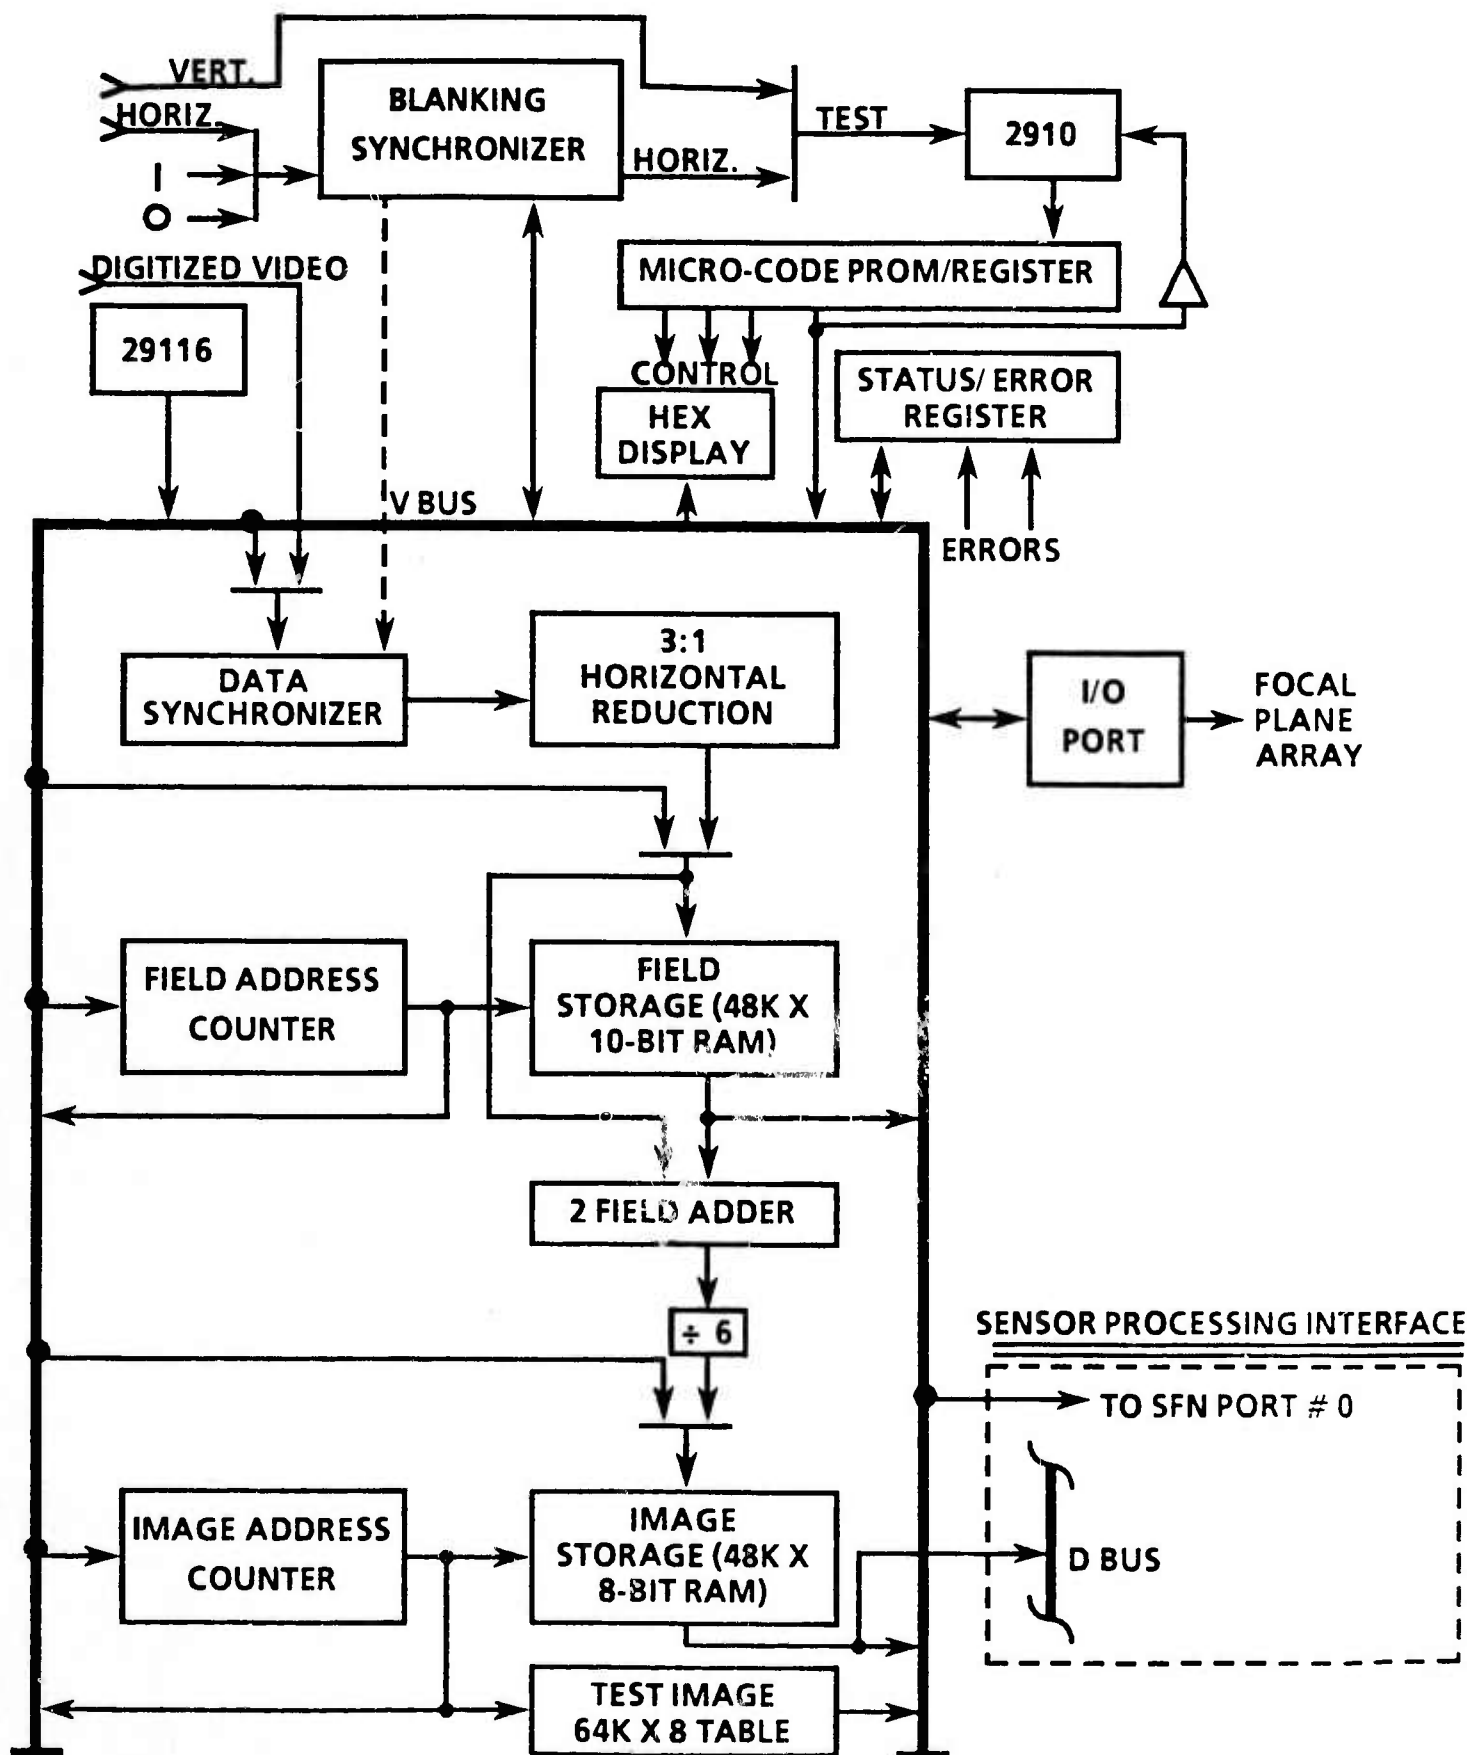 VERT.
BLANKING
SYNCHRONIZER
HORIZ.
I
O
HORIZ.
TEST
2910
DIGITIZED VIDEO
MICRO-CODE PROM/REGISTER
29116
CONTROL
HEX
DISPLAY
STATUS/ ERROR
REGISTER
V BUS
ERRORS
DATA
SYNCHRONIZER
3:1
HORIZONTAL
REDUCTION
I/O
PORT
FOCAL
PLANE
ARRAY
FIELD ADDRESS
COUNTER
FIELD
STORAGE (48K X
10-BIT RAM)
2 FIELD ADDER
÷ 6
SENSOR PROCESSING INTERFACE
TO SFN PORT # 0
IMAGE ADDRESS
COUNTER
IMAGE
STORAGE (48K X
8-BIT RAM)
D BUS
TEST IMAGE
64K X 8 TABLE